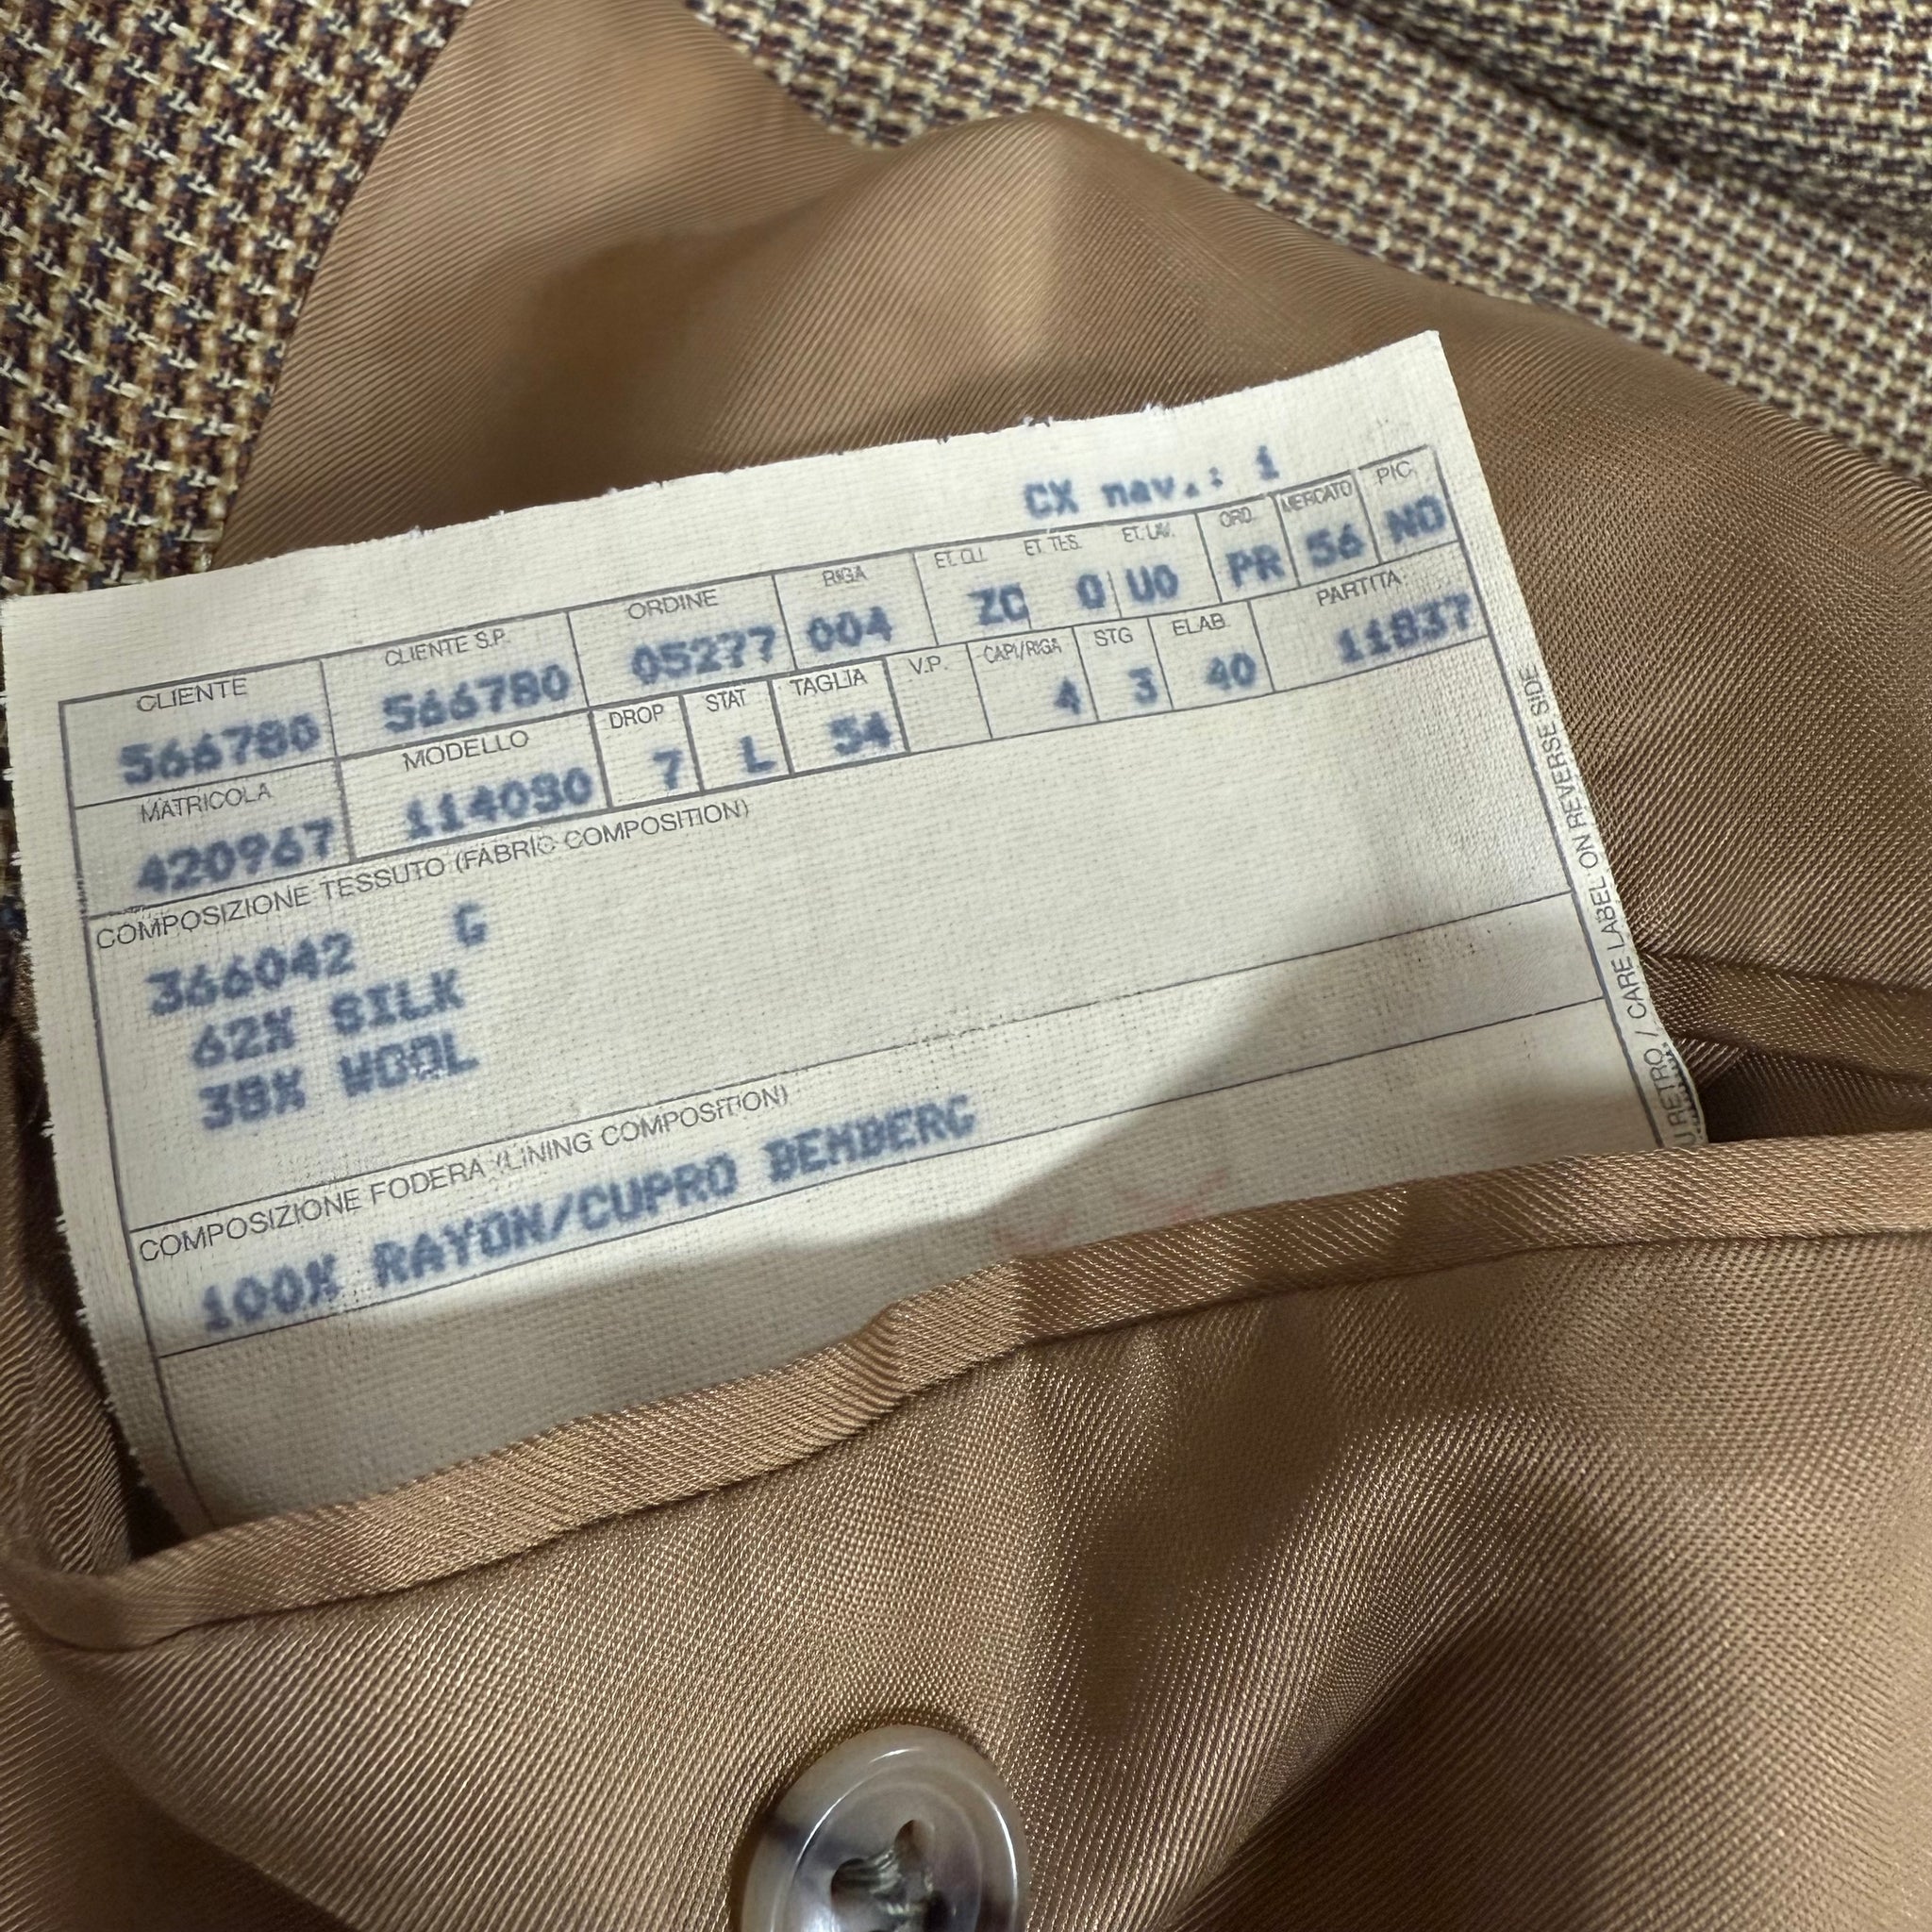 CX nav.: 1
CLIENTE CLIENTE S.P. ORDINE RIGA ET. CLI. ET. TES. ET. LAV. ORD. MERCATO PIC.
566780 566780 05277 004 ZC 0 U0 PR 56 NO
MATRICOLA MODELLO DROP STAT TAGLIA V.P. CAPI/RIGA STG ELAB. PARTITA
420967 7 L 54 4 3 40 11837
COMPOSIZIONE TESSUTO (FABRIC COMPOSITION)
366042 G
62% SILK
38% WOOL
COMPOSIZIONE FODERA (LINING COMPOSITION)
100% RAYON/CUPRO BEMBERG
RETRO / CARE LABEL ON REVERSE SIDE